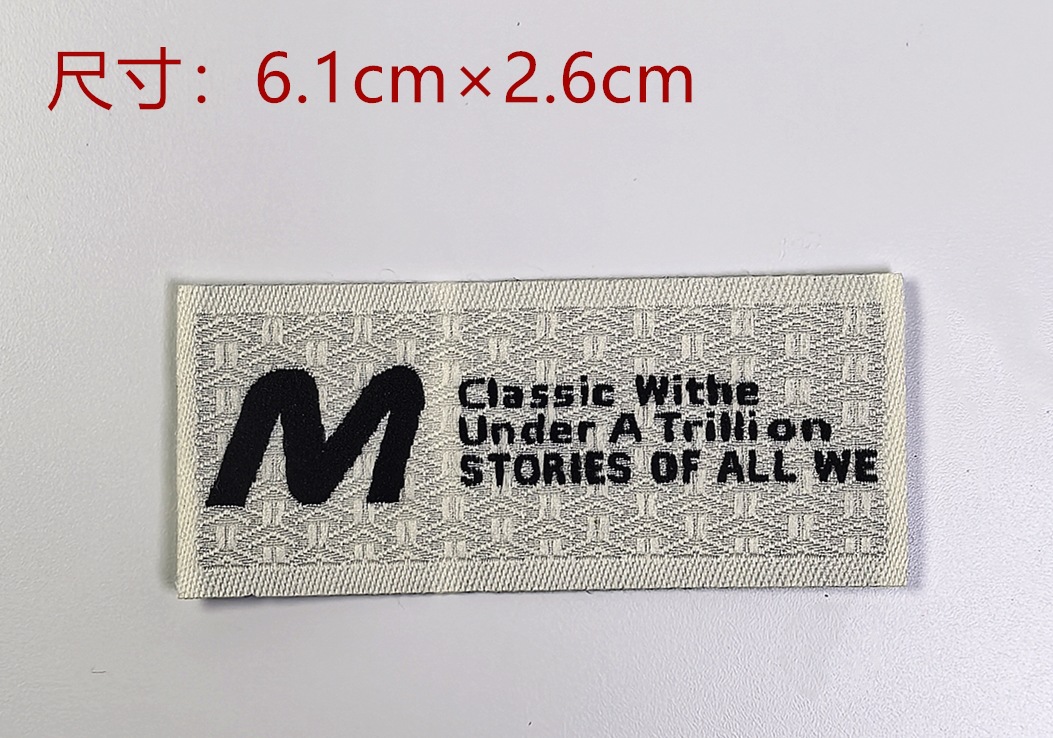 尺寸：6.1cm×2.6cm
M
Classic Withe
Under A Trillion
STORIES OF ALL WE